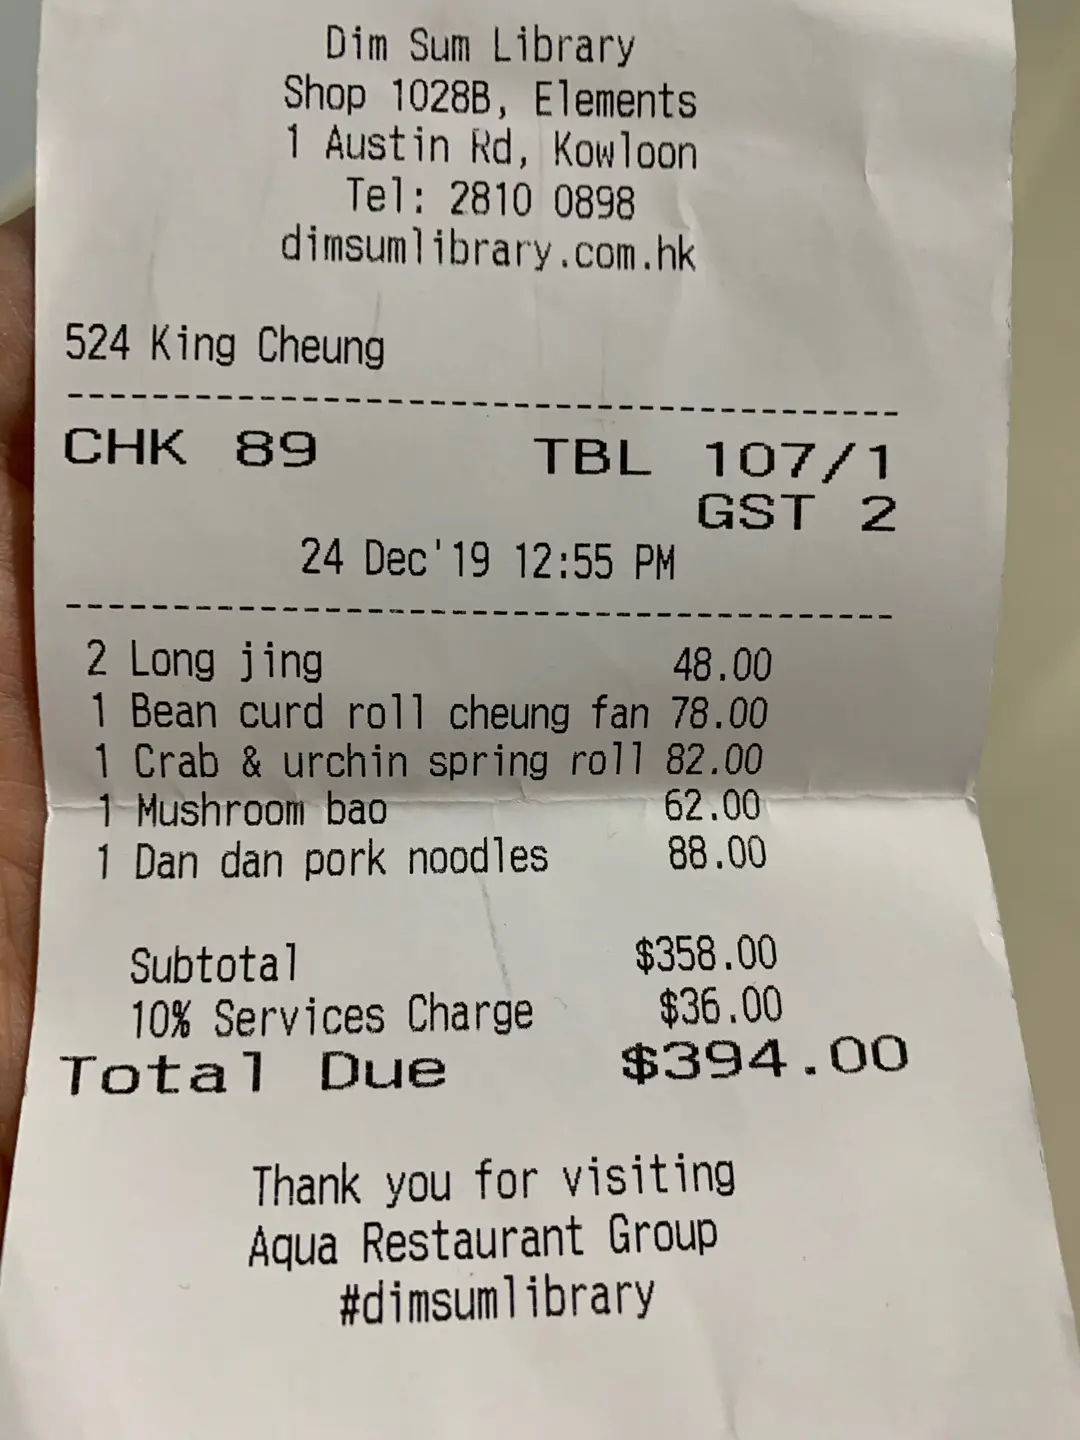 Dim Sum Library
Shop 1028B, Elements
1 Austin Rd, Kowloon
Tel: 2810 0898
dimsumlibrary.com.hk
524 King Cheung
----------------------------------------
CHK 89 TBL 107/1
GST 2
24 Dec'19 12:55 PM
----------------------------------------
2 Long jing 48.00
1 Bean curd roll cheung fan 78.00
1 Crab & urchin spring roll 82.00
1 Mushroom bao 62.00
1 Dan dan pork noodles 88.00
Subtotal $358.00
10% Services Charge $36.00
Total Due $394.00
Thank you for visiting
Aqua Restaurant Group
#dimsumlibrary